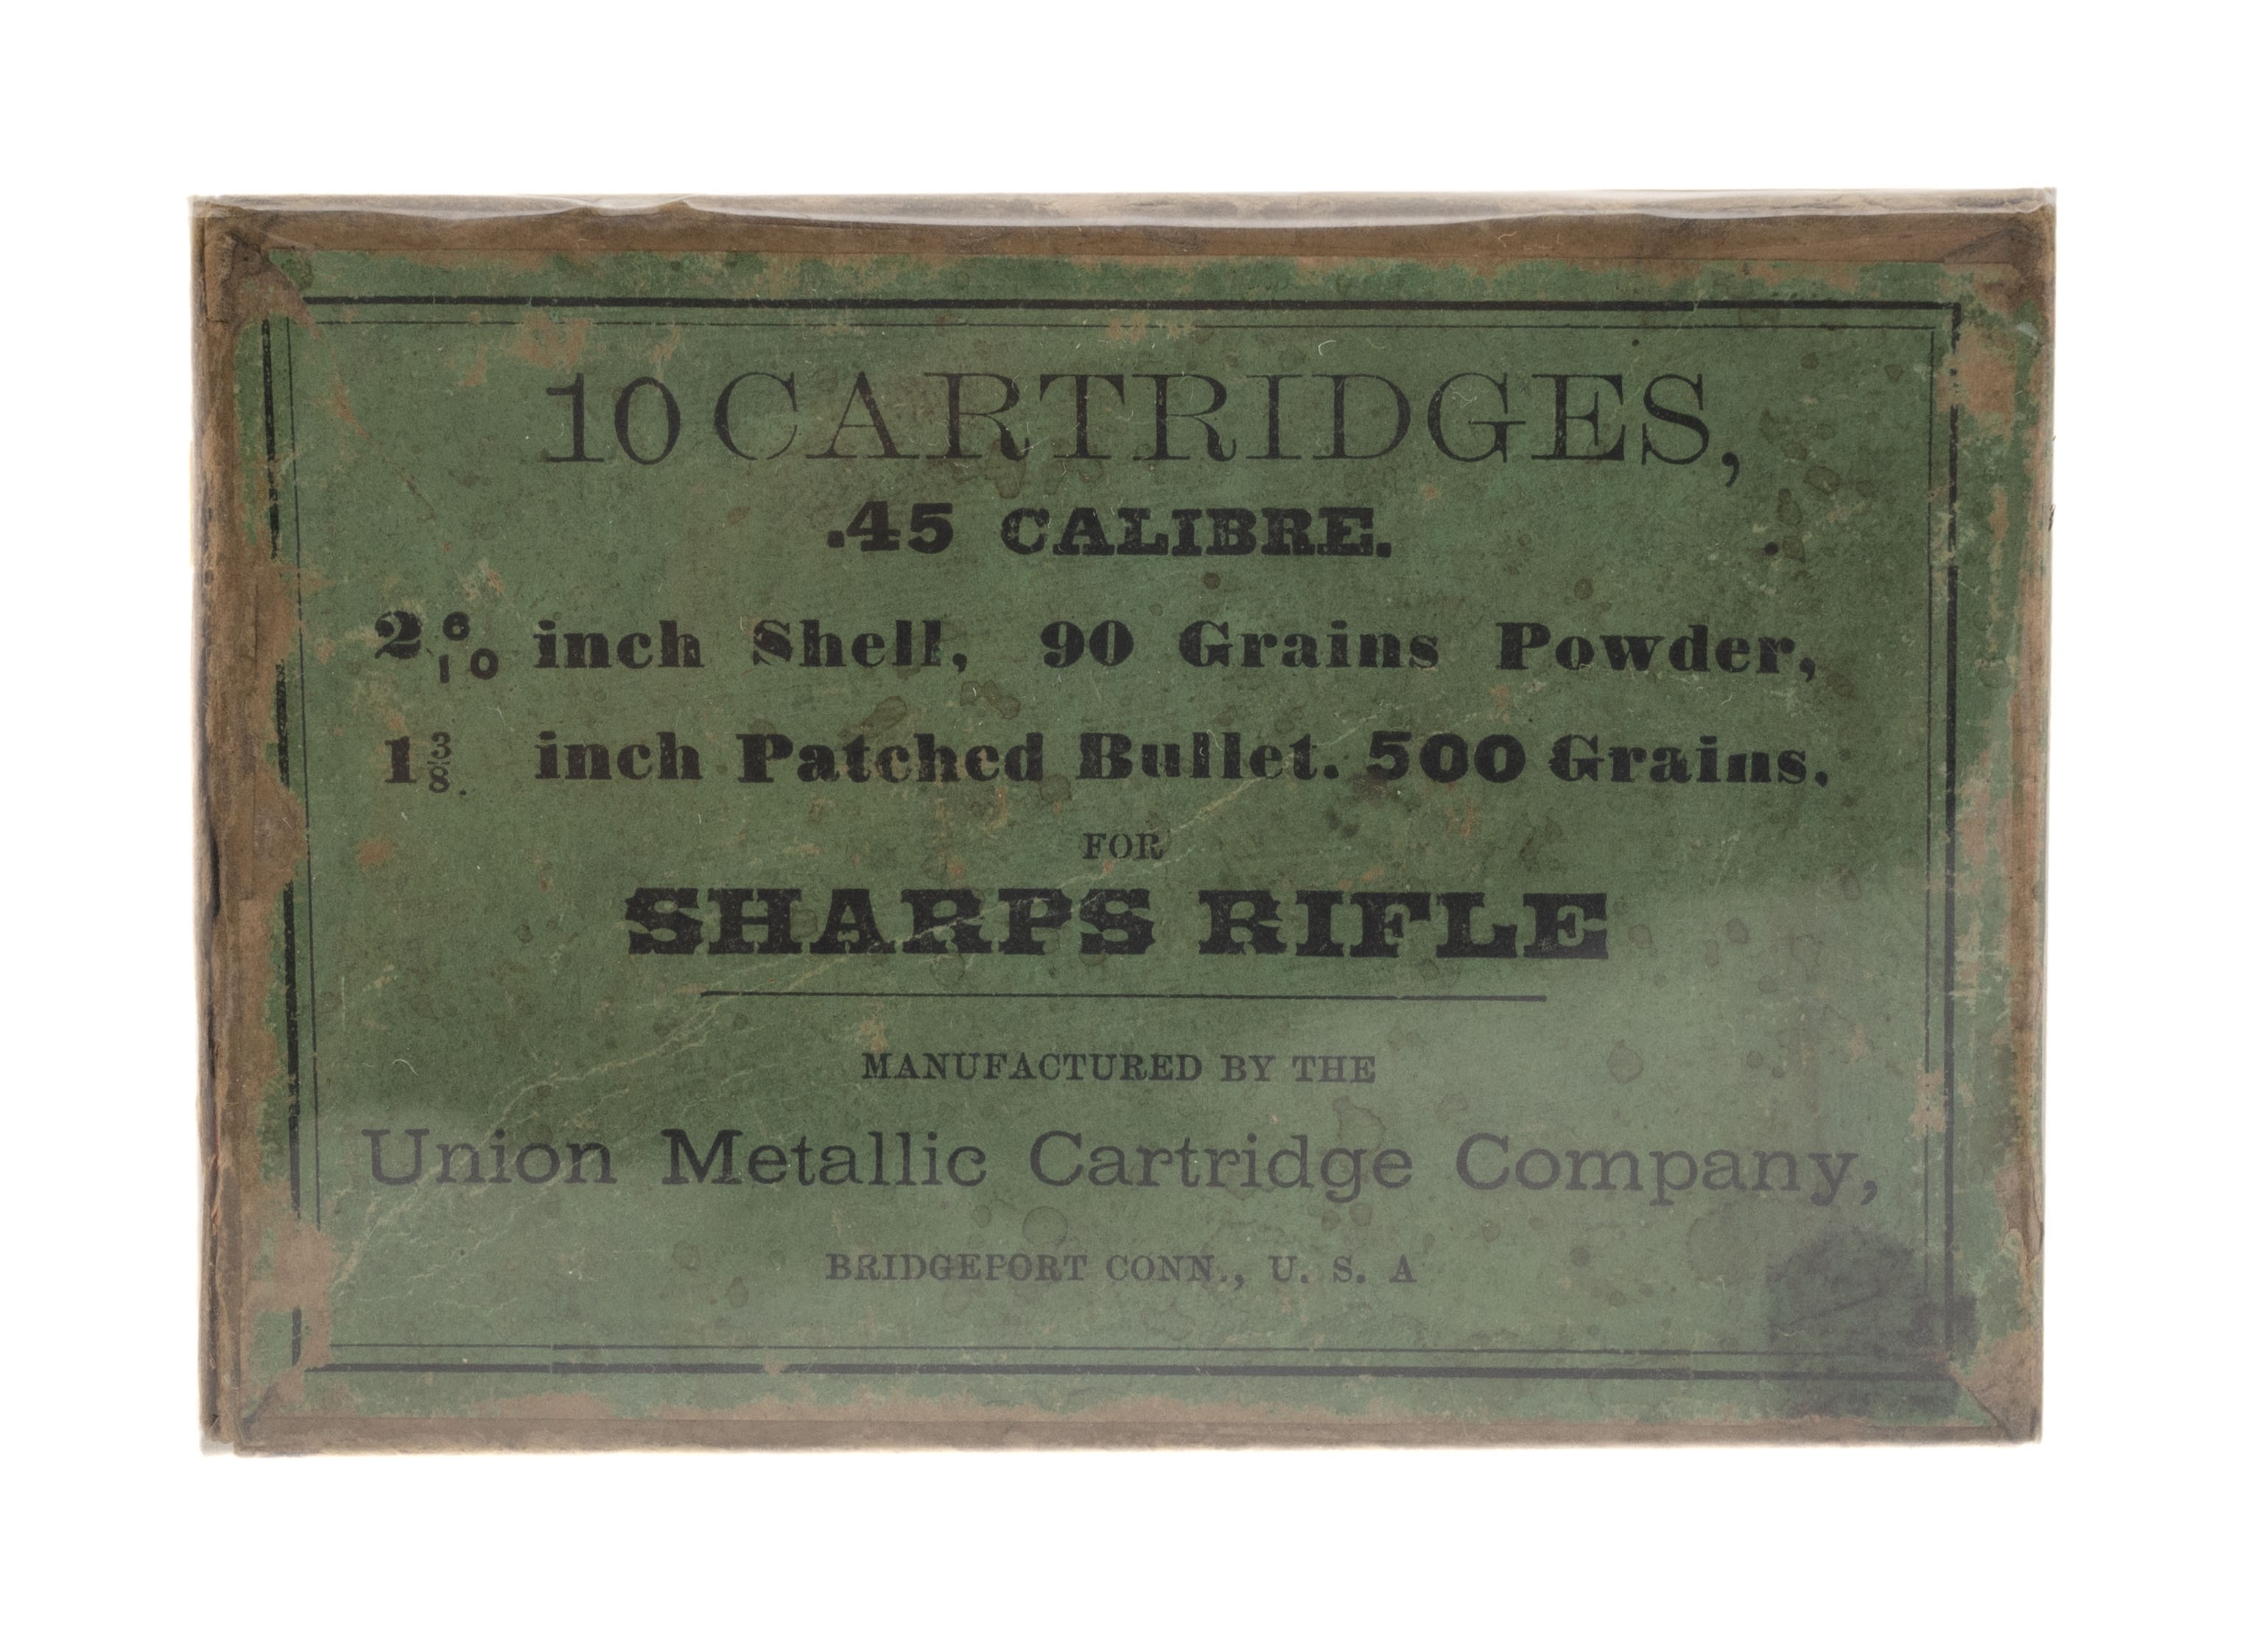 10 CARTRIDGES,
.45 CALIBRE.
2 6/10 inch Shell, 90 Grains Powder,
1 3/8. inch Patched Bullet. 500 Grains.
FOR
SHARPS RIFLE
MANUFACTURED BY THE
Union Metallic Cartridge Company,
BRIDGEPORT CONN., U. S. A